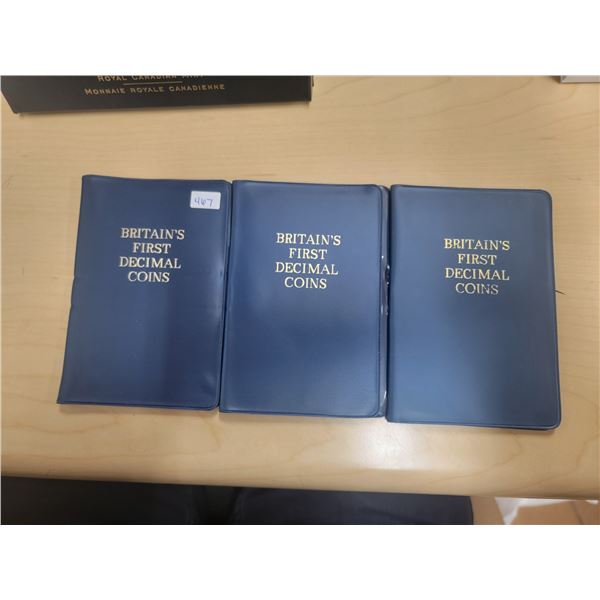 ROYAL CANADIAN MINT
MONNAIE ROYALE CANADIENNE
467
BRITAIN'S
FIRST
DECIMAL
COINS
BRITAIN'S
FIRST
DECIMAL
COINS
BRITAIN'S
FIRST
DECIMAL
COINS